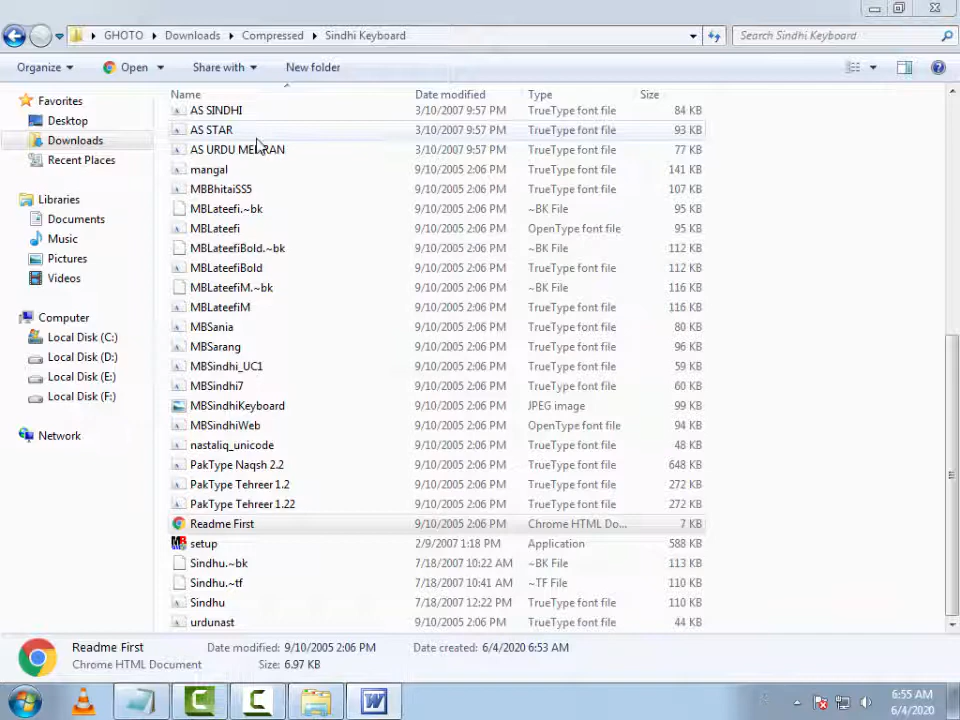 GHOTO Downloads Compressed Sindhi Keyboard Search Sindhi Keyboard
Organize Open Share with New folder
Name Date modified Type Size
Favorites
Desktop
Downloads
Recent Places
Libraries
Documents
Music
Pictures
Videos
Computer
Local Disk (C:)
Local Disk (D:)
Local Disk (E:)
Local Disk (F:)
Network
AS SINDHI 3/10/2007 9:57 PM TrueType font file 84 KB
AS STAR 3/10/2007 9:57 PM TrueType font file 93 KB
AS URDU 3/10/2007 9:57 PM TrueType font file 77 KB
mangal 9/10/2005 2:06 PM TrueType font file 141 KB
MBBhitaiSS5 9/10/2005 2:06 PM TrueType font file 107 KB
MBLateefi.~bk 9/10/2005 2:06 PM ~BK File 95 KB
MBLateefi 9/10/2005 2:06 PM OpenType font file 95 KB
MBLateefiBold.~bk 9/10/2005 2:06 PM ~BK File 112 KB
MBLateefiBold 9/10/2005 2:06 PM TrueType font file 112 KB
MBLateefiM.~bk 9/10/2005 2:06 PM ~BK File 116 KB
MBLateefiM 9/10/2005 2:06 PM TrueType font file 116 KB
MBSania 9/10/2005 2:06 PM TrueType font file 80 KB
MBSarang 9/10/2005 2:06 PM TrueType font file 96 KB
MBSindhi_UC1 9/10/2005 2:06 PM TrueType font file 59 KB
MBSindhi7 9/10/2005 2:06 PM TrueType font file 60 KB
MBSindhiKeyboard 9/10/2005 2:06 PM JPEG image 99 KB
MBSindhiWeb 9/10/2005 2:06 PM OpenType font file 94 KB
nastaliq_unicode 9/10/2005 2:06 PM TrueType font file 48 KB
PakType Naqsh 2.2 9/10/2005 2:06 PM TrueType font file 648 KB
PakType Tehreer 1.2 9/10/2005 2:06 PM TrueType font file 272 KB
PakType Tehreer 1.22 9/10/2005 2:06 PM TrueType font file 272 KB
Readme First 9/10/2005 2:06 PM Chrome HTML Do... 7 KB
setup 2/9/2007 1:18 PM Application 588 KB
Sindhu.~bk 7/18/2007 10:22 AM ~BK File 113 KB
Sindhu.~tf 7/18/2007 10:41 AM ~TF File 110 KB
Sindhu 7/18/2007 12:22 PM TrueType font file 110 KB
urdunast 9/10/2005 2:06 PM TrueType font file 44 KB
Readme First Date modified: 9/10/2005 2:06 PM Date created: 6/4/2020 6:53 AM
Chrome HTML Document Size: 6.97 KB
6:55 AM
6/4/2020